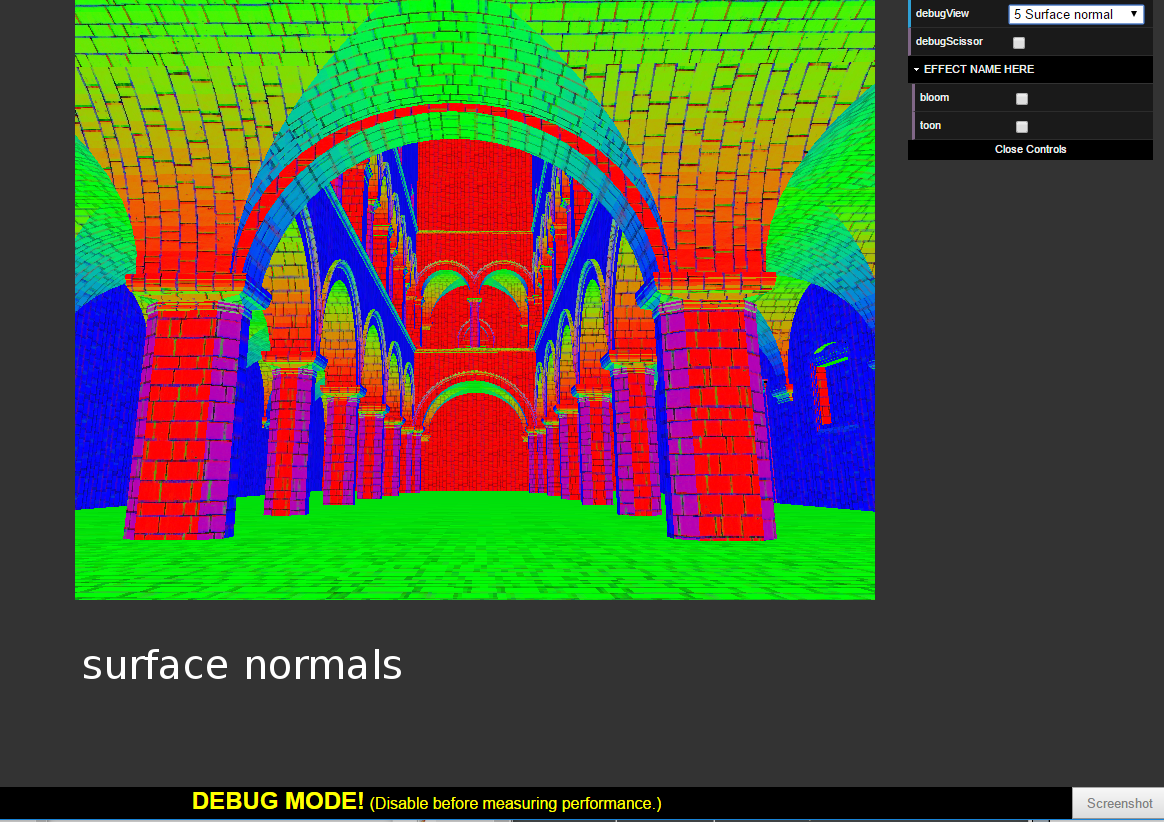 debugView
5 Surface normal
debugScissor
EFFECT NAME HERE
bloom
toon
Close Controls
surface normals
DEBUG MODE! (Disable before measuring performance.)
Screenshot